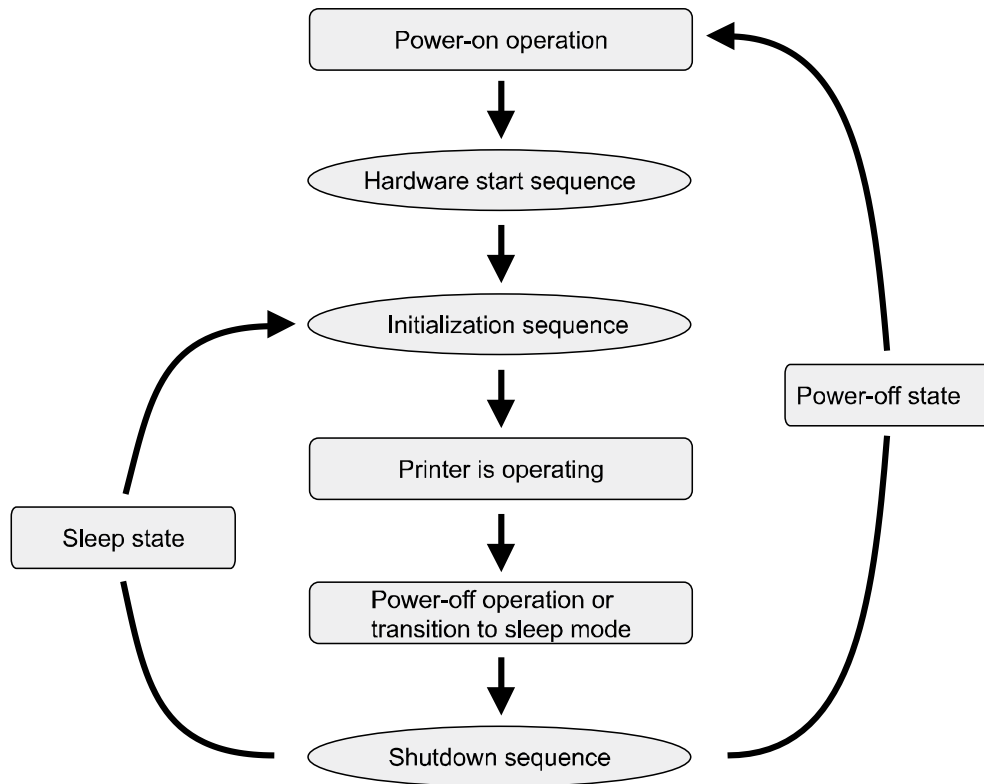 Power-on operation
Hardware start sequence
Initialization sequence
Power-off state
Printer is operating
Sleep state
Power-off operation or
transition to sleep mode
Shutdown sequence